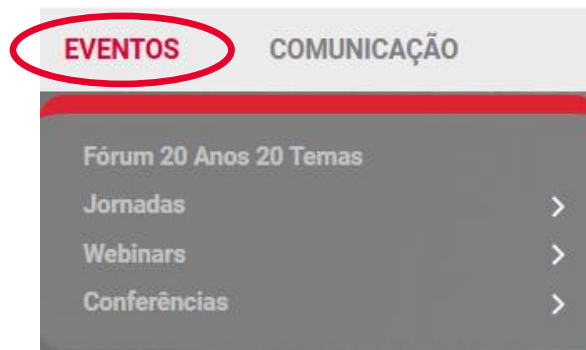 EVENTOS COMUNICAÇÃO
Fórum 20 Anos 20 Temas
Jornadas
Webinars
Conferências